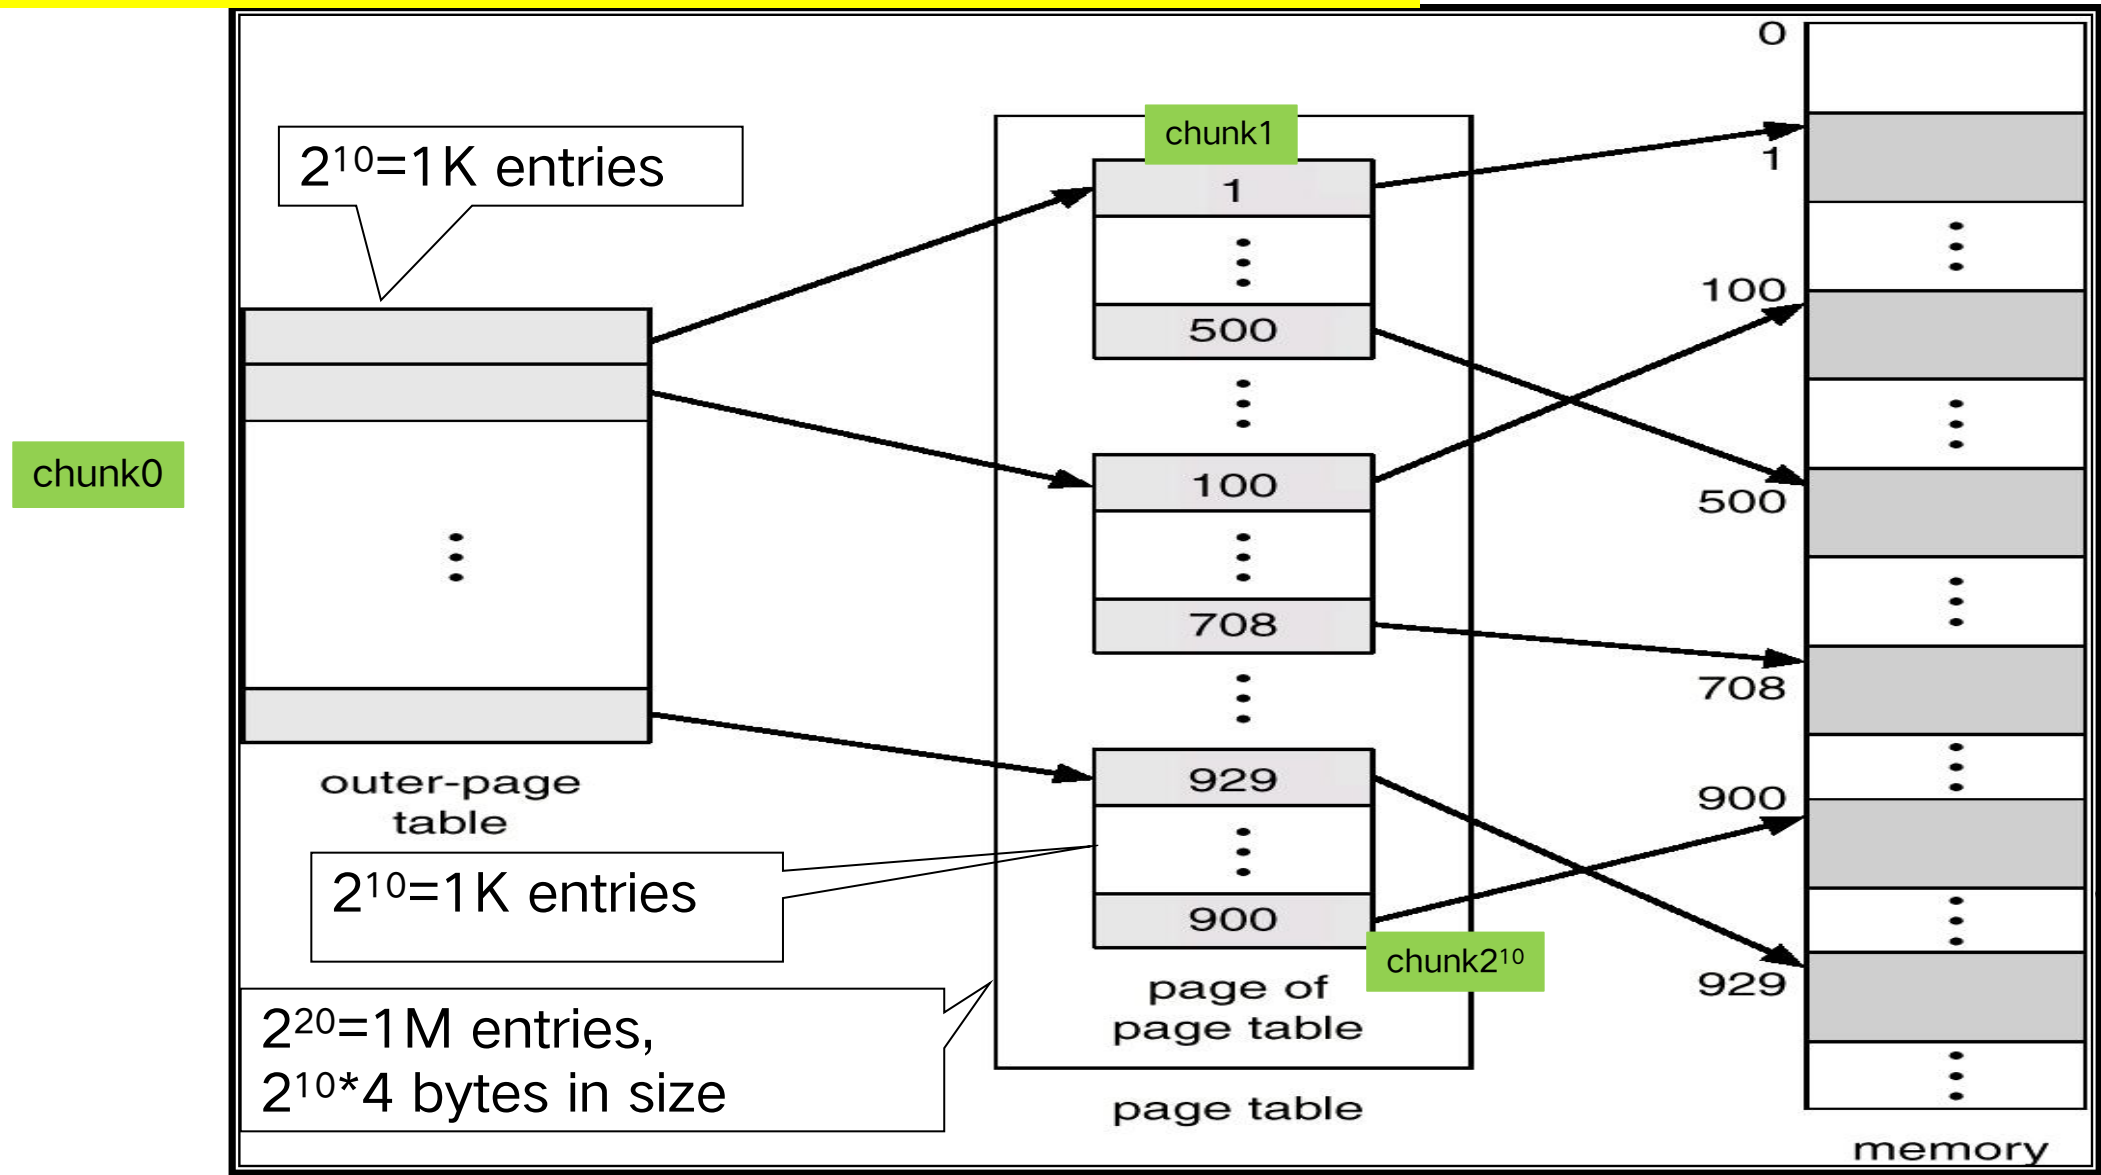 0
chunk1
2¹⁰=1K entries
1
1
100
500
chunk0
100
500
708
708
929
outer-page
table
900
2¹⁰=1K entries
900
chunk2¹⁰
929
page of
page table
2²⁰=1M entries,
2¹⁰*4 bytes in size
page table
memory